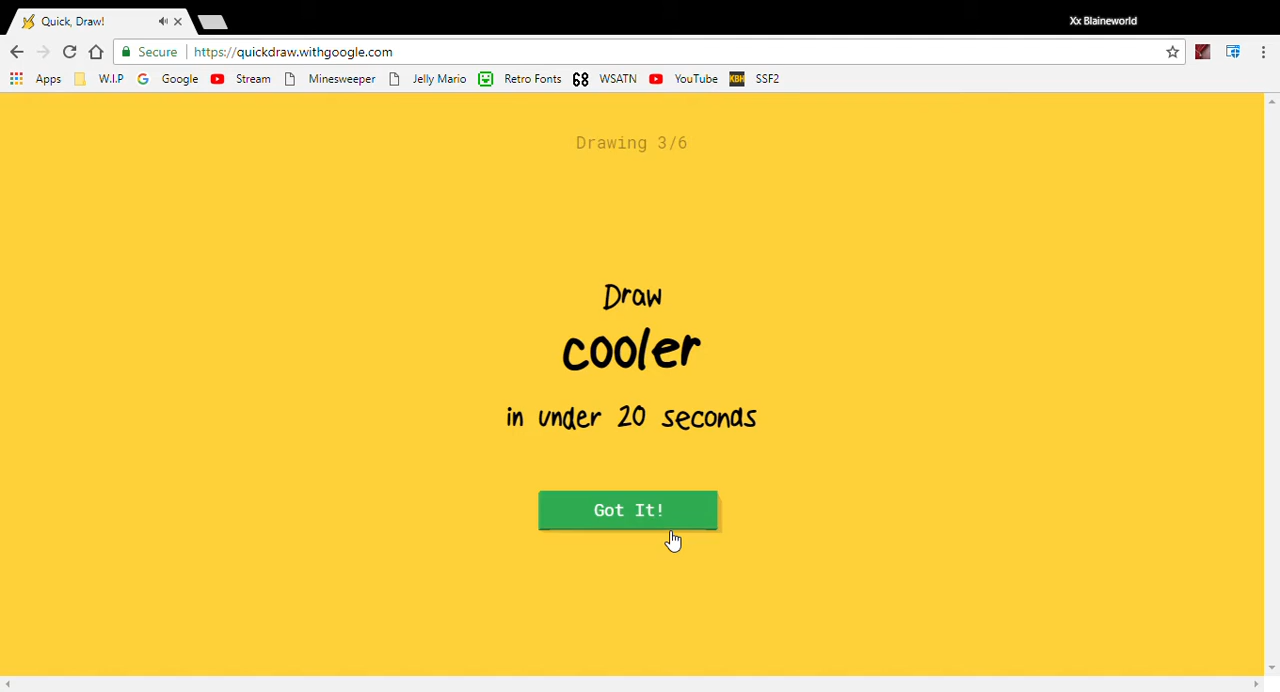 Quick, Draw!
Xx Blaineworld
Secure https://quickdraw.withgoogle.com
Apps W.I.P Google Stream Minesweeper Jelly Mario Retro Fonts 68 WSATN YouTube KBH SSF2
Drawing 3/6
Draw
cooler
in under 20 seconds
Got It!